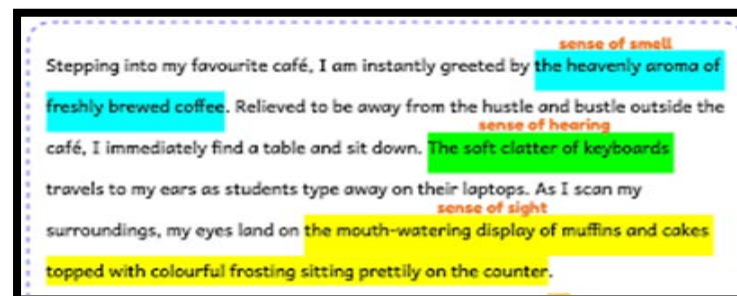 sense of smell
Stepping into my favourite café, I am instantly greeted by the heavenly aroma of
freshly brewed coffee. Relieved to be away from the hustle and bustle outside the
sense of hearing
café, I immediately find a table and sit down. The soft clatter of keyboards
travels to my ears as students type away on their laptops. As I scan my
sense of sight
surroundings, my eyes land on the mouth-watering display of muffins and cakes
topped with colourful frosting sitting prettily on the counter.